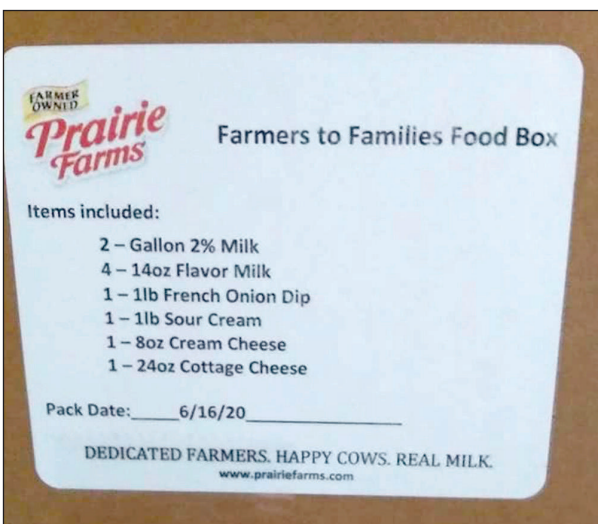 FARMER
OWNED
Prairie
Farms
Farmers to Families Food Box
Items included:
2 – Gallon 2% Milk
4 – 14oz Flavor Milk
1 – 1lb French Onion Dip
1 – 1lb Sour Cream
1 – 8oz Cream Cheese
1 – 24oz Cottage Cheese
Pack Date:_____6/16/20________________
DEDICATED FARMERS. HAPPY COWS. REAL MILK.
www.prairiefarms.com